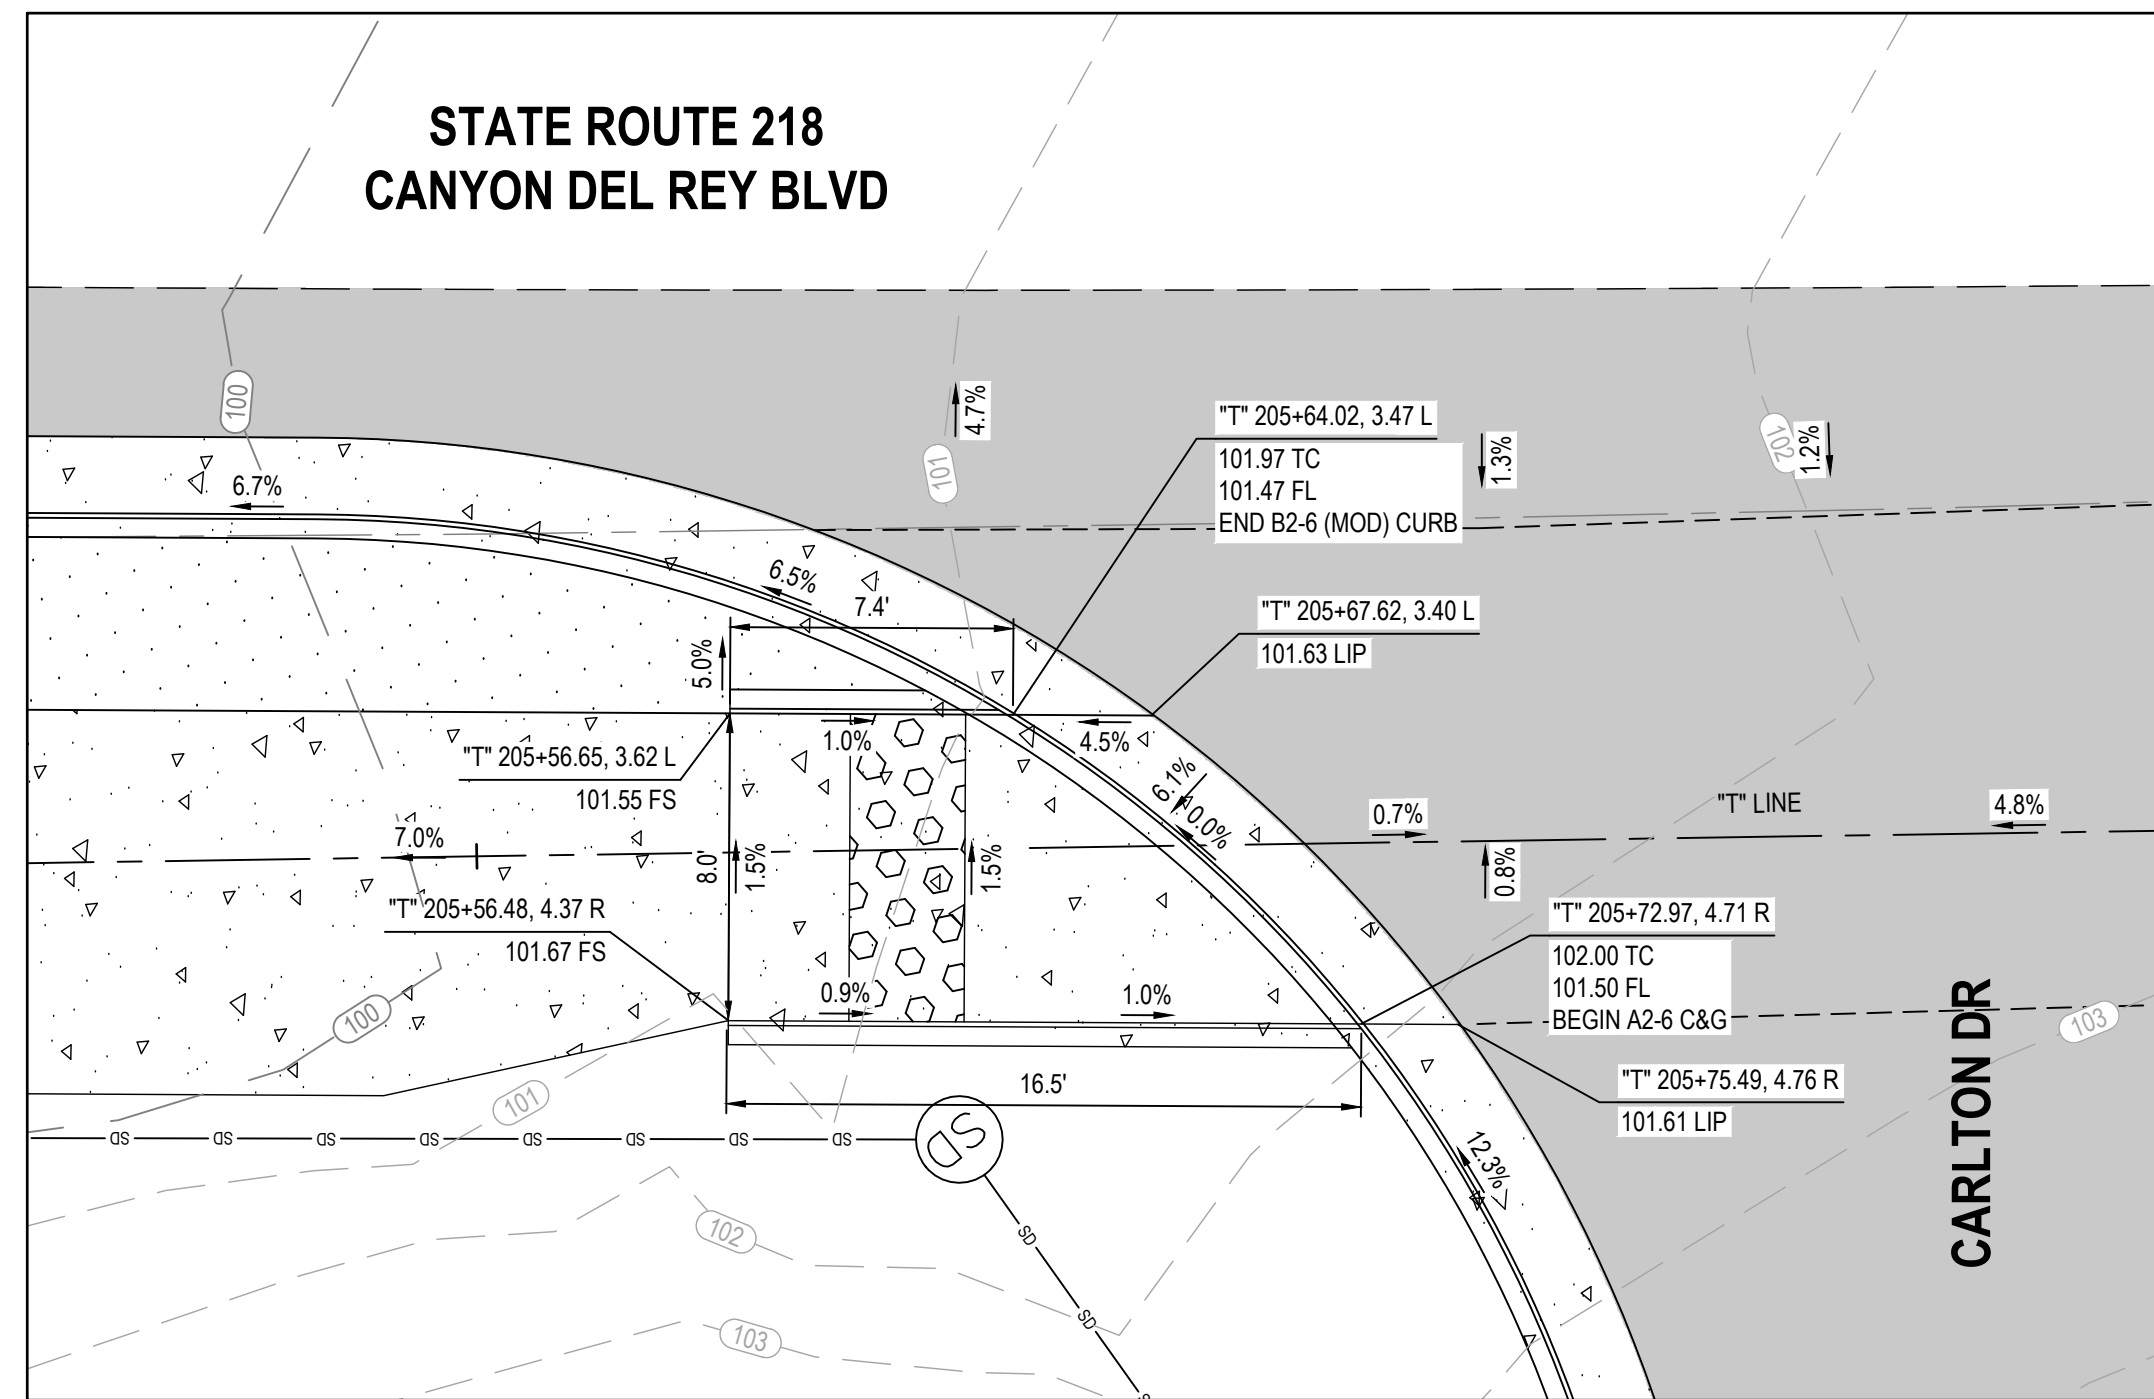 STATE ROUTE 218
CANYON DEL REY BLVD
100
4.7%
101
"T" 205+64.02, 3.47 L
101.97 TC
101.47 FL
END B2-6 (MOD) CURB
1.3%
102
1.2%
6.7%
6.5%
7.4'
"T" 205+67.62, 3.40 L
101.63 LIP
5.0%
1.0%
4.5%
"T" 205+56.65, 3.62 L
101.55 FS
6.1%
0.0%
7.0%
0.7%
"T" LINE
4.8%
8.0'
1.5%
1.5%
0.8%
"T" 205+56.48, 4.37 R
101.67 FS
"T" 205+72.97, 4.71 R
102.00 TC
101.50 FL
BEGIN A2-6 C&G
0.9%
1.0%
100
103
101
16.5'
"T" 205+75.49, 4.76 R
101.61 LIP
CARLTON DR
SD SD SD SD SD SD SD SD
SD
12.3%
102
SD
SD
103